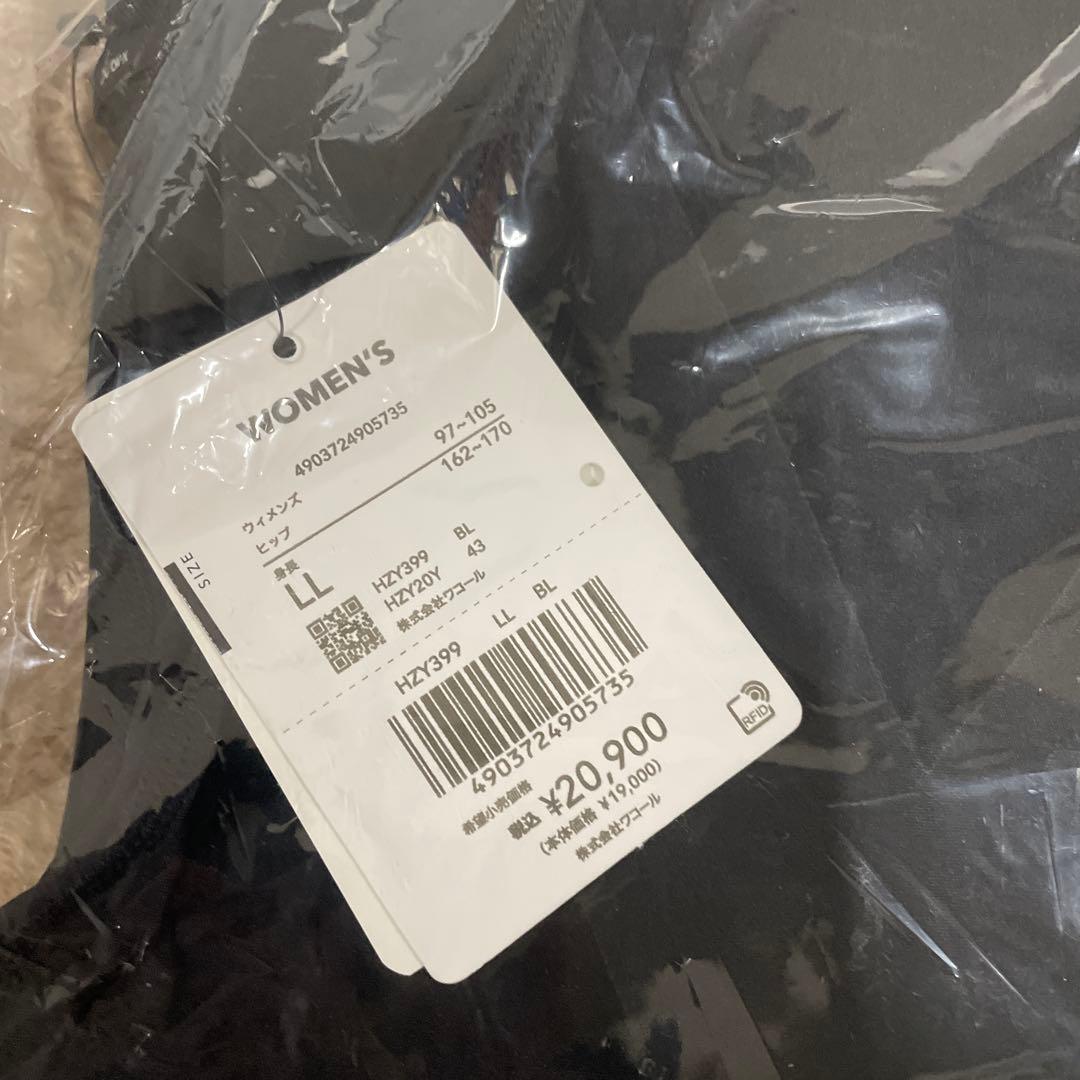 WOMEN'S
4903724905735
ウィメンズ
ヒップ 97~105
身長 162~170
SIZE
LL
HZY399 BL
HZY20Y 43
株式会社ワコール
HZY399 LL BL
4903724905735
希望小売価格
税込 ¥20,900
(本体価格 ¥19,000)
株式会社ワコール
RFID